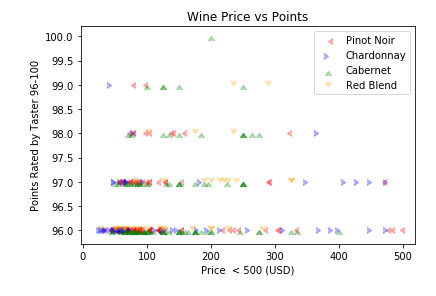 Wine Price vs Points
Points Rated by Taster 96-100
100.0
99.5
99.0
98.5
98.0
97.5
97.0
96.5
96.0
Pinot Noir
Chardonnay
Cabernet
Red Blend
0 100 200 300 400 500
Price < 500 (USD)